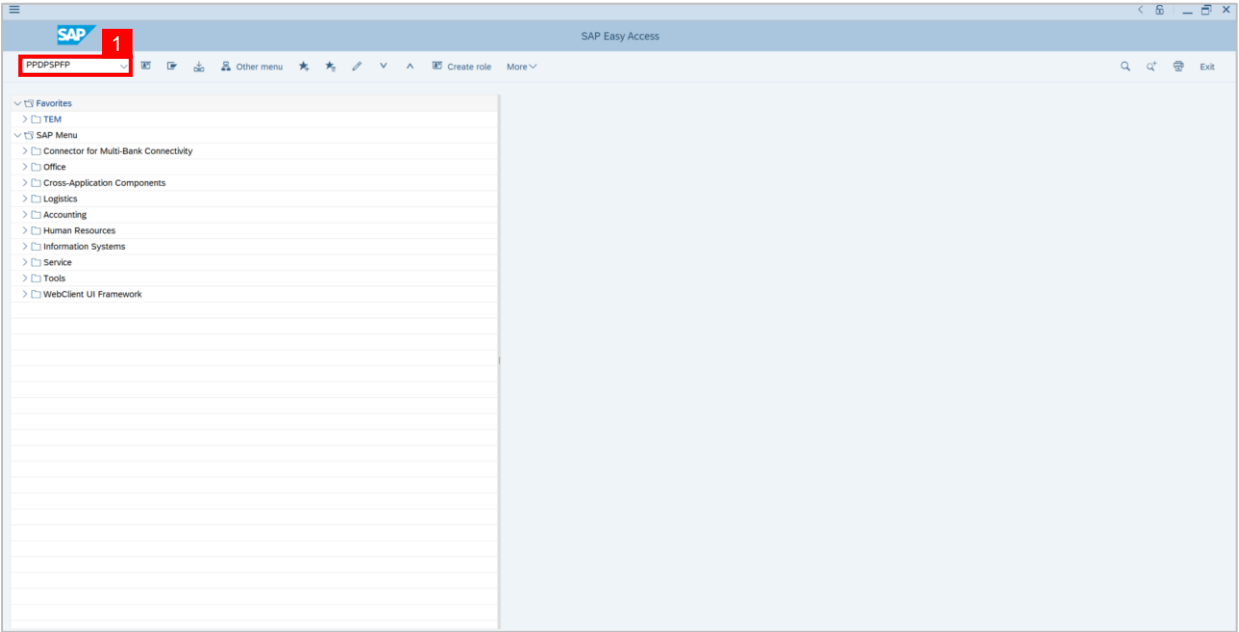 SAP
SAP Easy Access
1
PPDPSPFP
Other menu
Create role
More
Exit
Favorites
TEM
SAP Menu
Connector for Multi-Bank Connectivity
Office
Cross-Application Components
Logistics
Accounting
Human Resources
Information Systems
Service
Tools
WebClient UI Framework